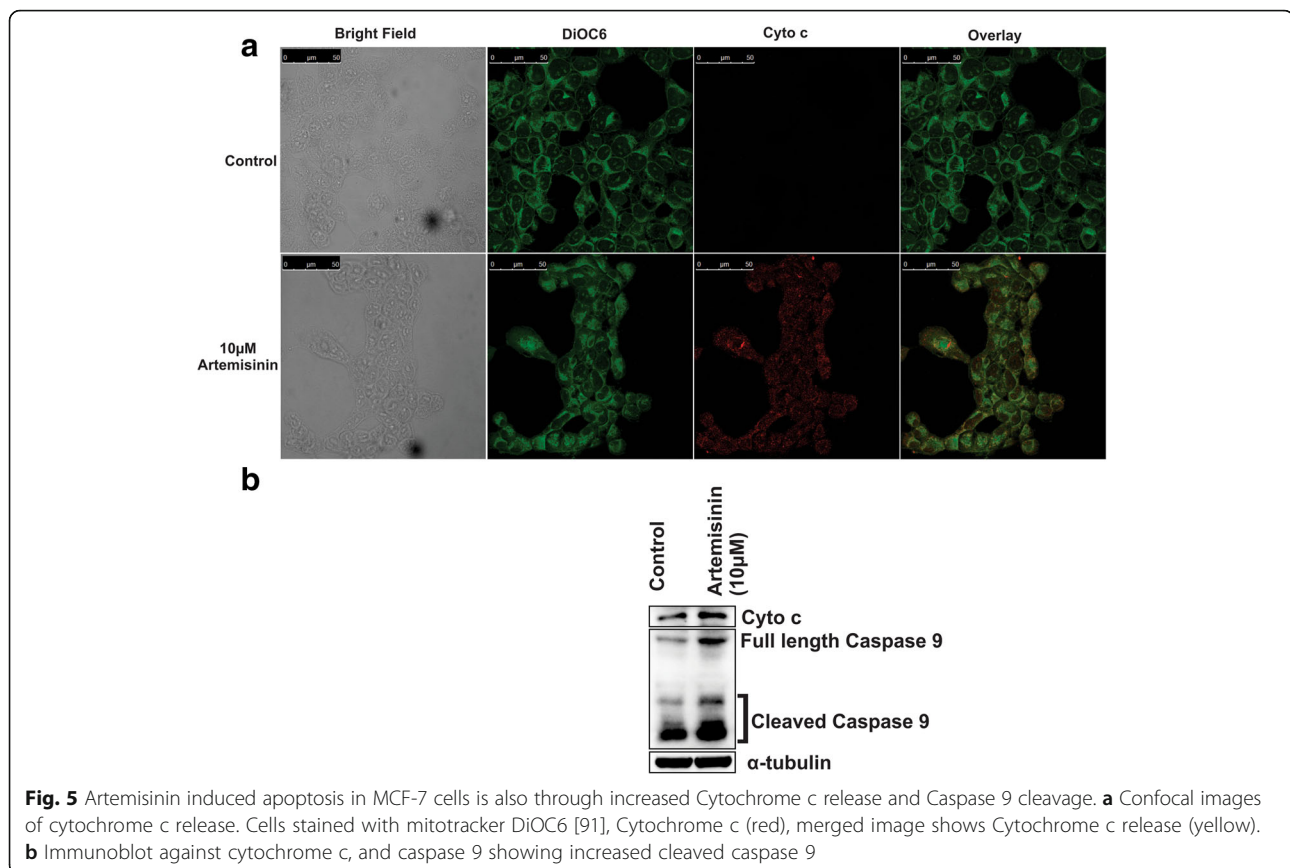 a
Bright Field DiOC6 Cyto c Overlay
0 µm 50 0 µm 50 0 µm 50 0 µm 50
Control
0 µm 50 0 µm 50 0 µm 50 0 µm 50
10µM
Artemisinin
b
Control
Artemisinin
(10µM)
Cyto c
Full length Caspase 9
Cleaved Caspase 9
α-tubulin
Fig. 5 Artemisinin induced apoptosis in MCF-7 cells is also through increased Cytochrome c release and Caspase 9 cleavage. a Confocal images
of cytochrome c release. Cells stained with mitotracker DiOC6 [91], Cytochrome c (red), merged image shows Cytochrome c release (yellow).
b Immunoblot against cytochrome c, and caspase 9 showing increased cleaved caspase 9